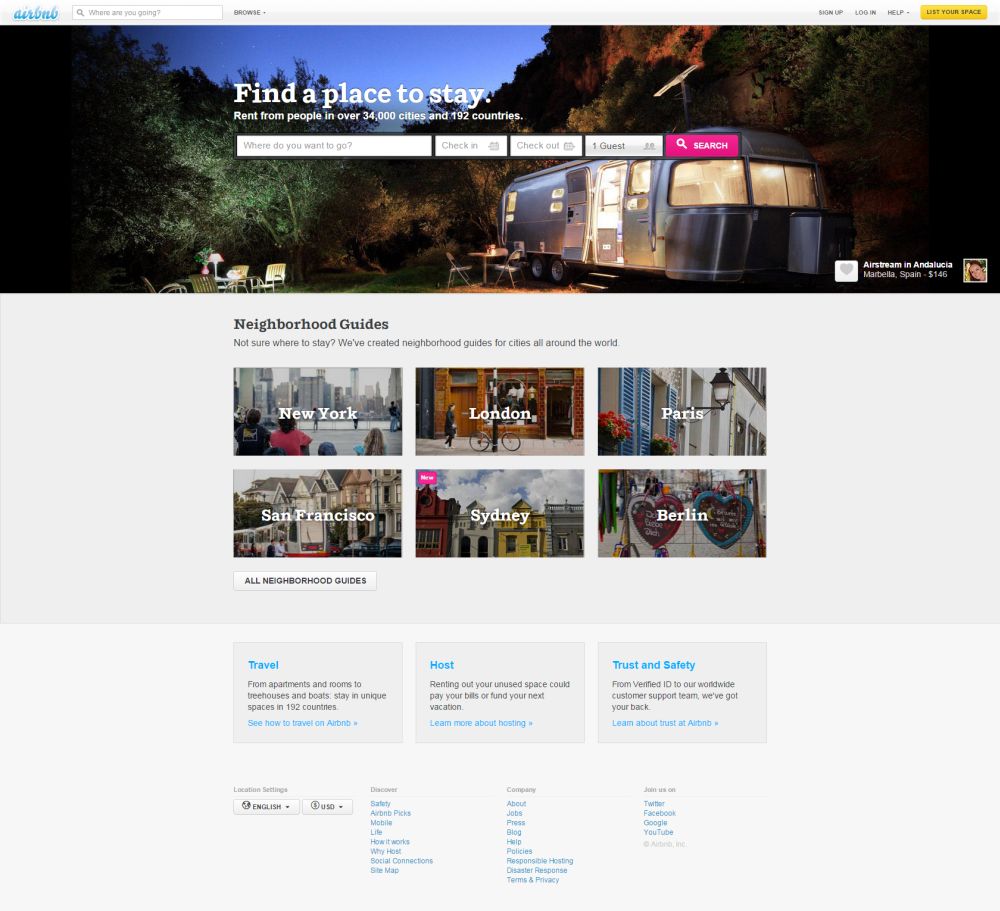 airbnb
Where are you going?
BROWSE
SIGN UP
LOG IN
HELP
LIST YOUR SPACE
Find a place to stay.
Rent from people in over 34,000 cities and 192 countries.
Where do you want to go?
Check in
Check out
1 Guest
SEARCH
Airstream in Andalucia
Marbella, Spain - $146
Neighborhood Guides
Not sure where to stay? We've created neighborhood guides for cities all around the world.
New York
London
Paris
San Francisco
New
Sydney
Berlin
ALL NEIGHBORHOOD GUIDES
Travel
From apartments and rooms to
treehouses and boats: stay in unique
spaces in 192 countries.
See how to travel on Airbnb »
Host
Renting out your unused space could
pay your bills or fund your next
vacation.
Learn more about hosting »
Trust and Safety
From Verified ID to our worldwide
customer support team, we've got
your back.
Learn about trust at Airbnb »
Location Settings
ENGLISH
USD
Discover
Safety
Airbnb Picks
Mobile
Life
How it works
Why Host
Social Connections
Site Map
Company
About
Jobs
Press
Blog
Help
Policies
Responsible Hosting
Disaster Response
Terms & Privacy
Join us on
Twitter
Facebook
Google
YouTube
© Airbnb, Inc.